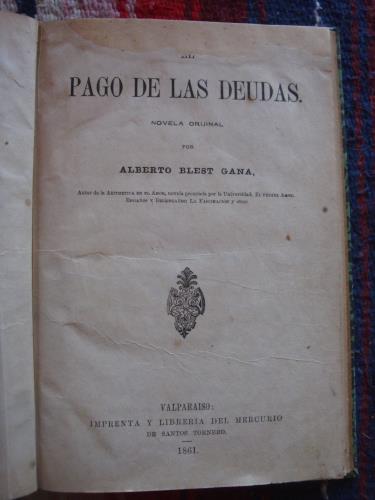 EL
PAGO DE LAS DEUDAS.
NOVELA ORIJINAL
POR
ALBERTO BLEST GANA,
Autor de la ARITMETICA EN EL AMOR, novela premiada por la Universidad, EL PRIMER AMOR,
ENGAÑOS Y DESENGAÑOS LA FASCINACION y otras
VALPARAISO:
IMPRENTA Y LIBRERÍA DEL MERCURIO
DE SANTOS TORNERO.
1861.